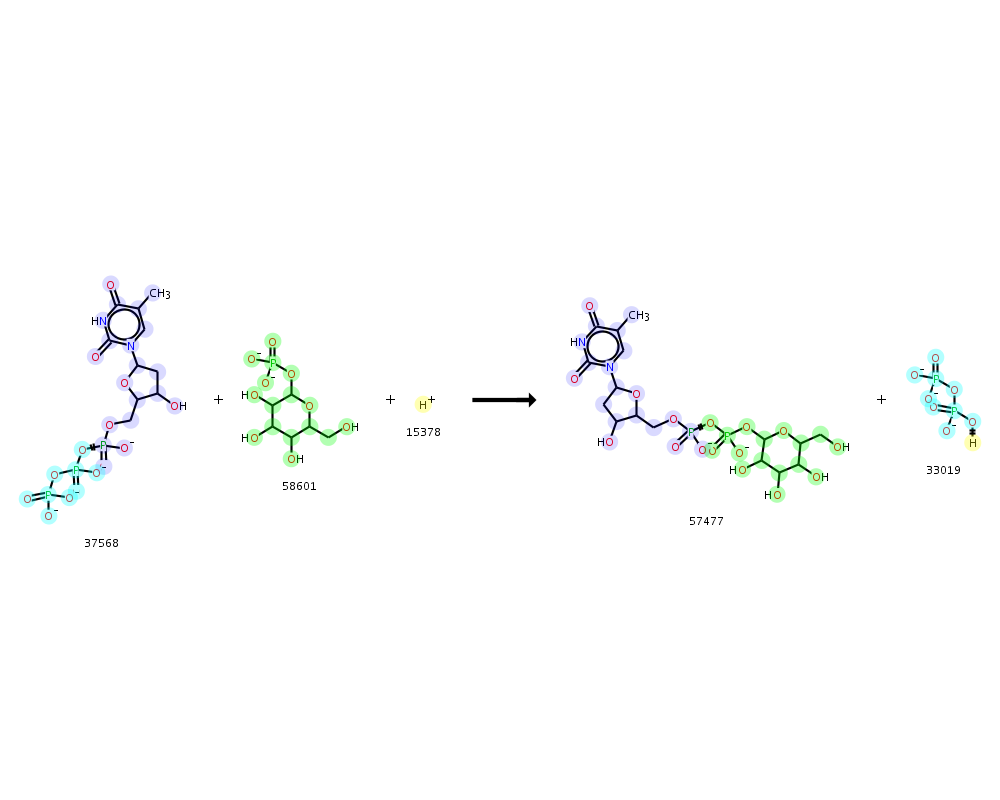 O
CH3
HN
O
N
O
OH
O
O P O-
O P O-
O P O-
O-
37568
+
O
O- P
O- O
HO
O
HO
OH
OH
58601
+
H+
15378
O
CH3
HN
O
N
O
HO
O
P O P O
O O- O O-
O
HO
HO
OH
OH
57477
+
O
O- P
O- O
O P
O- O
H
33019